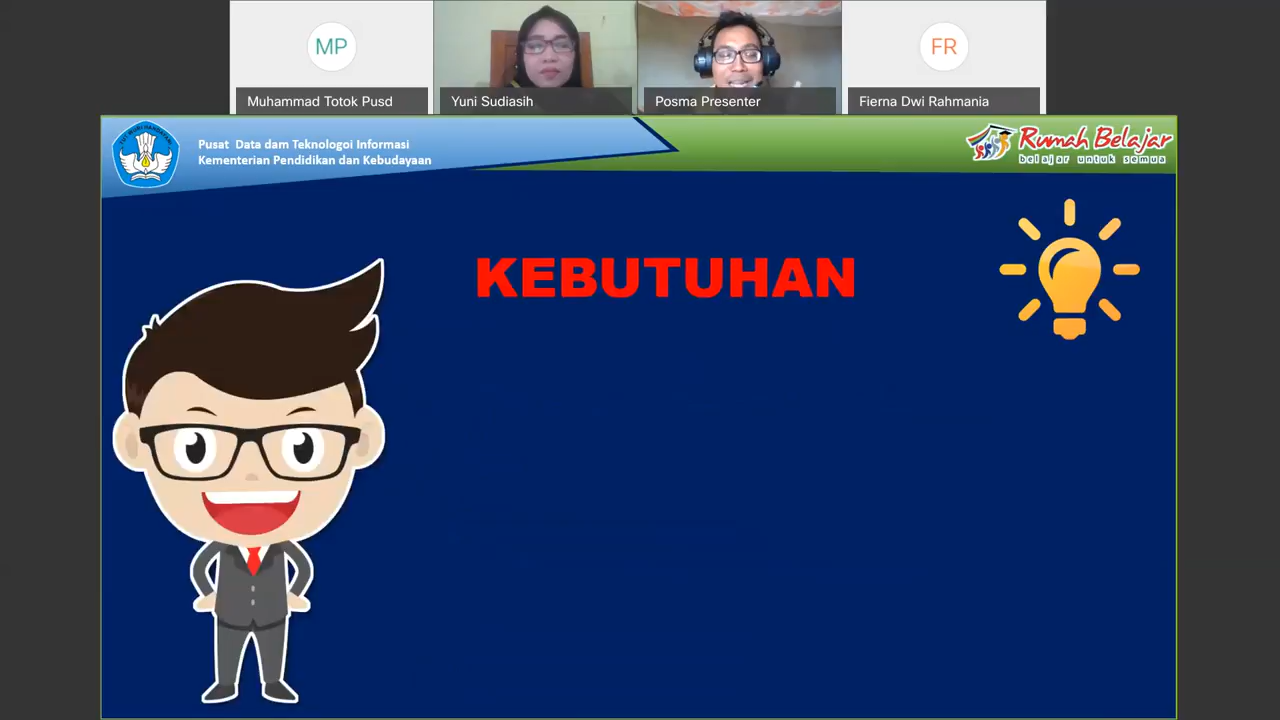 MP
FR
Muhammad Totok Pusd
Yuni Sudiasih
Posma Presenter
Fierna Dwi Rahmania
Pusat Data dam Teknologoi Informasi
Kementerian Pendidikan dan Kebudayaan
Rumah Belajar
belajar untuk semua
KEBUTUHAN